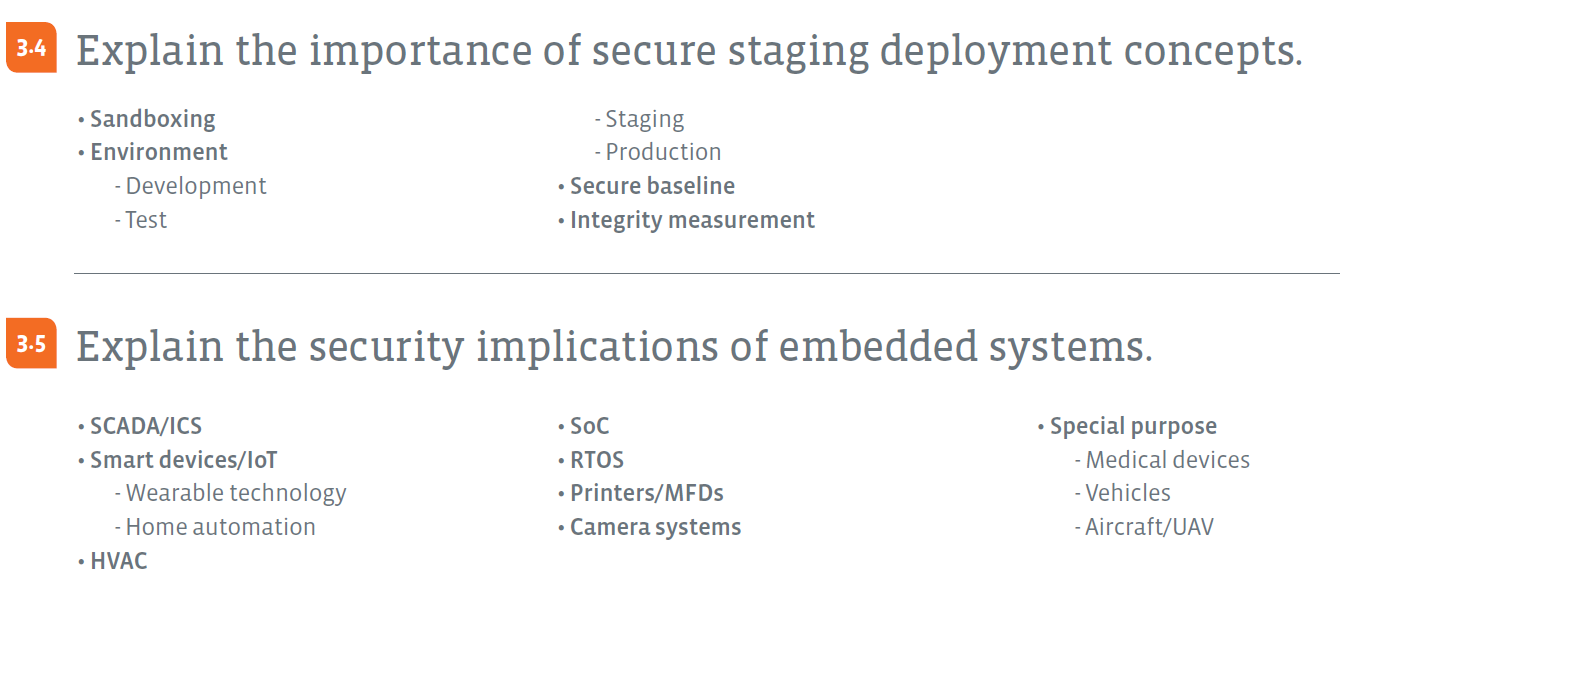 3.4 Explain the importance of secure staging deployment concepts.
• Sandboxing
• Environment
- Development
- Test
- Staging
- Production
• Secure baseline
• Integrity measurement
3.5 Explain the security implications of embedded systems.
• SCADA/ICS
• Smart devices/IoT
- Wearable technology
- Home automation
• HVAC
• SoC
• RTOS
• Printers/MFDs
• Camera systems
• Special purpose
- Medical devices
- Vehicles
- Aircraft/UAV